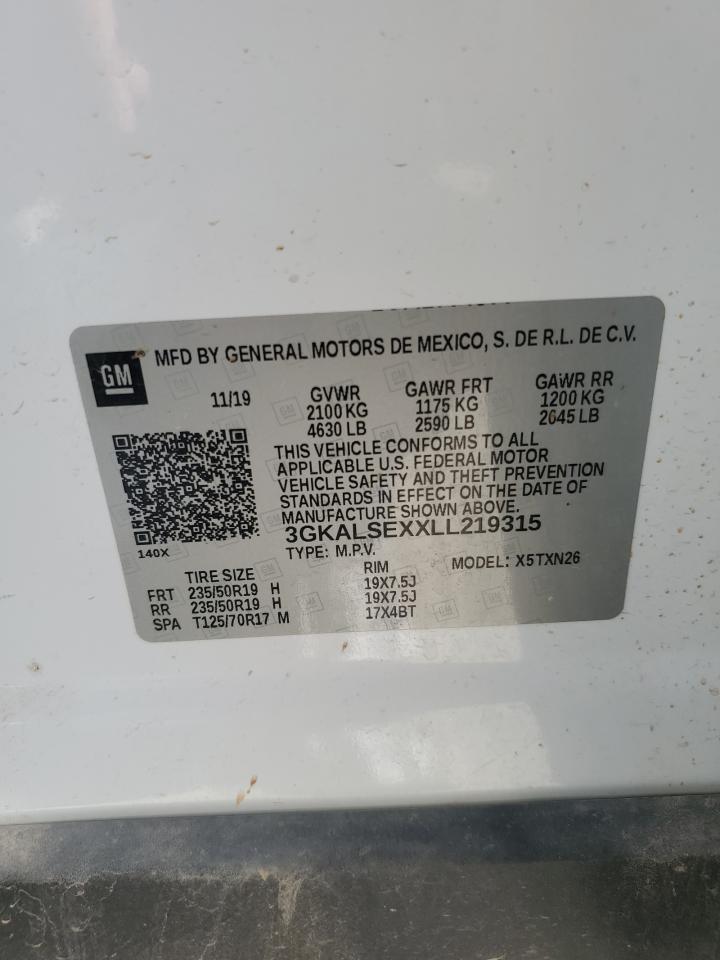 GM
MFD BY GENERAL MOTORS DE MEXICO, S. DE R.L. DE C.V.
11/19 GVWR GAWR FRT GAWR RR
2100 KG 1175 KG 1200 KG
4630 LB 2590 LB 2645 LB
THIS VEHICLE CONFORMS TO ALL
APPLICABLE U.S. FEDERAL MOTOR
VEHICLE SAFETY AND THEFT PREVENTION
STANDARDS IN EFFECT ON THE DATE OF
MANUFACTURE SHOWN ABOVE.
3GKALSEXXLL219315
140X
TYPE: M.P.V. MODEL: X5TXN26
TIRE SIZE RIM
FRT 235/50R19 H 19X7.5J
RR 235/50R19 H 19X7.5J
SPA T125/70R17 M 17X4BT